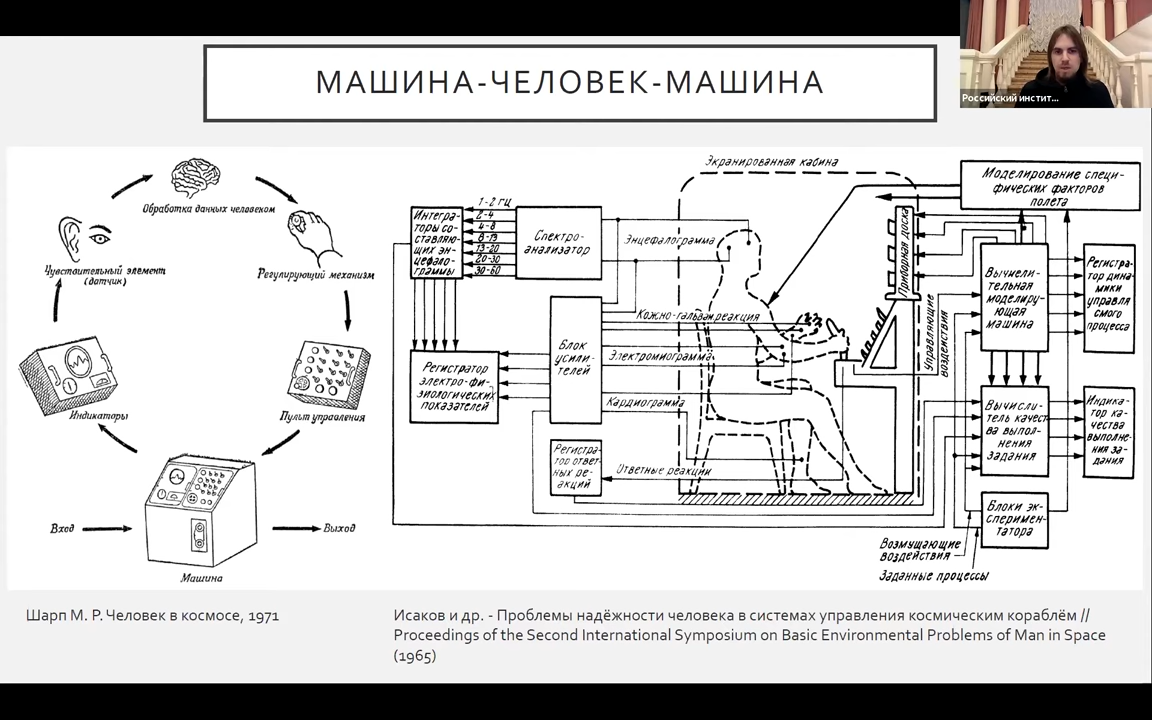 Российский инстит...
МАШИНА-ЧЕЛОВЕК-МАШИНА
Обработка данных человеком
Чувствительный элемент
(датчик)
Регулирующий механизм
Индикаторы
Пульт управления
Вход
Выход
Машина
Экранированная кабина
Моделирование специ-
фических факторов
полета
Интегра-
торы со-
ставляю-
щих эн-
цефало-
граммы
1-2 гц
2-4
4-8
8-13
13-20
20-30
30-60
Спектро-
анализатор
Энцефалограмма
Приборная доска
Вычисли-
тельная
моделиру-
ющая
машина
Регистра-
тор дина-
мики
управля
емого
процесса
Кожно-гальван.реакция
Управляющие
воздействия
Блок
усили-
телей
Электромиограмма
Регистратор
электро-фи-
зиологических
показателей
Кардиограмма
Вычисли-
тель качест-
ва выпол-
нения
задания
Индика-
тор ка-
чества
выполне-
ния за-
дания
Регистра-
тор ответ-
ных ре-
акций
Ответные реакции
Блоки эк-
сперимен-
татора
Возмущающие
воздействия
Заданные процессы
Шарп М. Р. Человек в космосе, 1971
Исаков и др. - Проблемы надёжности человека в системах управления космическим кораблём //
Proceedings of the Second International Symposium on Basic Environmental Problems of Man in Space
(1965)